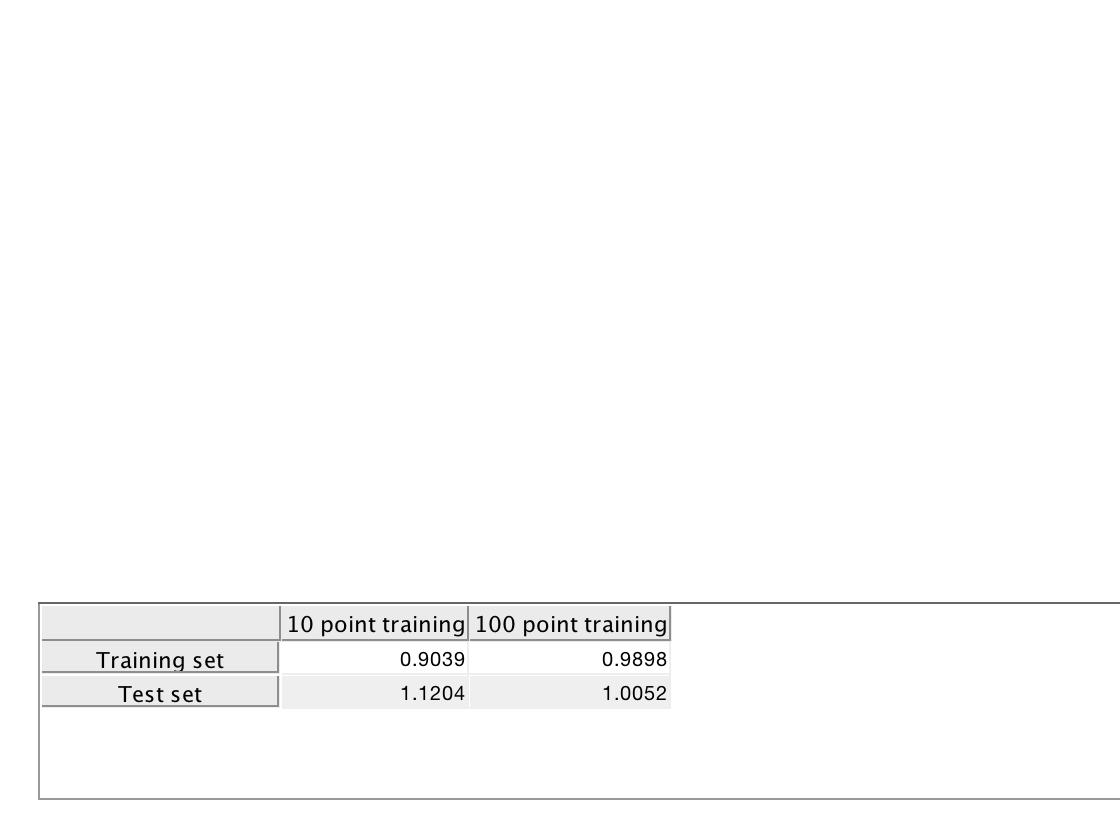 10 point training 100 point training
Training set 0.9039 0.9898
Test set 1.1204 1.0052